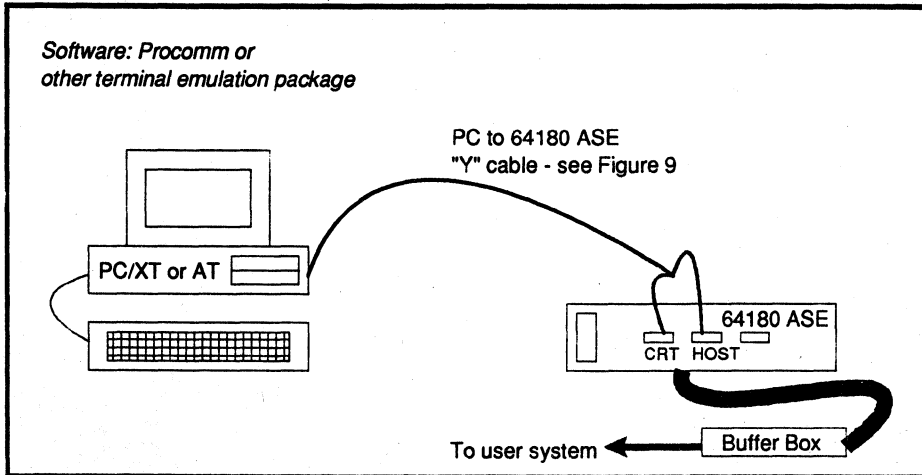 Software: Procomm or
other terminal emulation package
PC to 64180 ASE
"Y" cable - see Figure 9
PC/XT or AT
64180 ASE
CRT HOST
To user system
Buffer Box